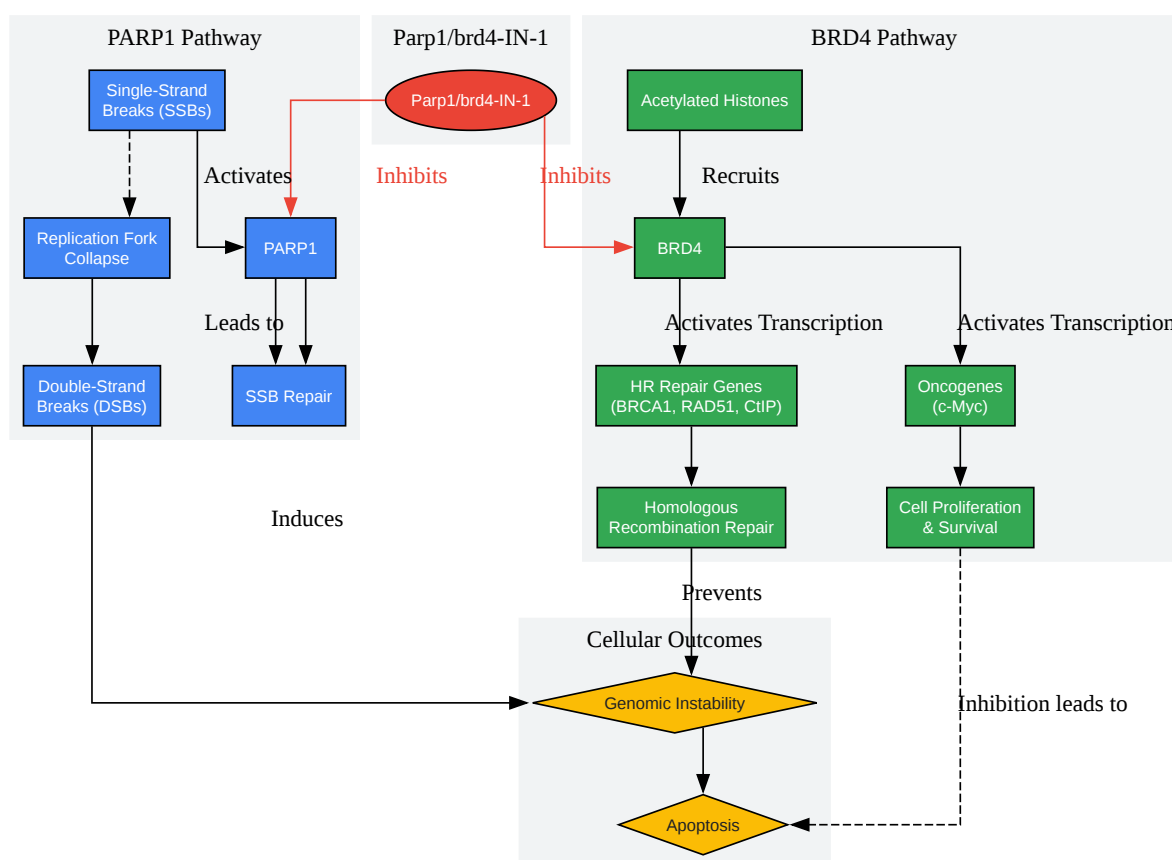 PARP1 Pathway
Parp1/brd4-IN-1
BRD4 Pathway
Single-Strand
Breaks (SSBs)
Parp1/brd4-IN-1
Acetylated Histones
Activates
Inhibits
Inhibits
Recruits
Replication Fork
Collapse
PARP1
BRD4
Leads to
Activates Transcription
Activates Transcription
Double-Strand
Breaks (DSBs)
SSB Repair
HR Repair Genes
(BRCA1, RAD51, CtIP)
Oncogenes
(c-Myc)
Induces
Homologous
Recombination Repair
Cell Proliferation
& Survival
Prevents
Cellular Outcomes
Genomic Instability
Inhibition leads to
Apoptosis